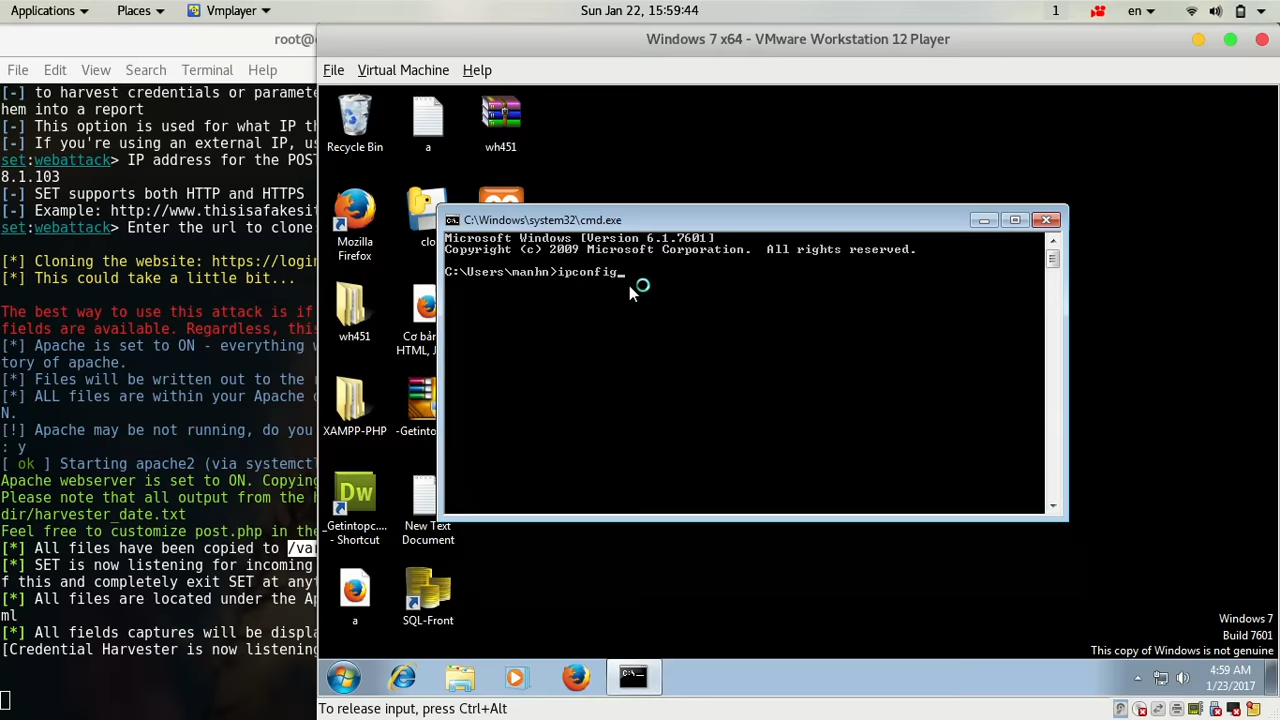 Applications
Places
Vmplayer
Sun Jan 22, 15:59:44
1
en
root@
Windows 7 x64 - VMware Workstation 12 Player
File Edit View Search Terminal Help
File Virtual Machine Help
[-] to harvest credentials or paramete
hem into a report
[-] This option is used for what IP th
[-] If you're using an external IP, us
set:webattack> IP address for the POST
8.1.103
[-] SET supports both HTTP and HTTPS
[-] Example: http://www.thisisafakesit
set:webattack> Enter the url to clone
[*] Cloning the website: https://login
[*] This could take a little bit...
The best way to use this attack is if
fields are available. Regardless, this
[*] Apache is set to ON - everything w
tory of apache.
[*] Files will be written out to the r
[*] ALL files are within your Apache d
N.
[!] Apache may be not running, do you
: y
[ ok ] Starting apache2 (via systemctl
Apache webserver is set to ON. Copying
Please note that all output from the h
dir/harvester_date.txt
Feel free to customize post.php in the
[*] All files have been copied to /var
[*] SET is now listening for incoming
f this and completely exit SET at anyt
[*] All files are located under the Ap
ml
[*] All fields captures will be displa
[Credential Harvester is now listening
Recycle Bin
a
wh451
Mozilla
Firefox
clo
wh451
Cơ bản
HTML, J
XAMPP-PHP
-Getinto
Dw
_Getintopc....
- Shortcut
New Text
Document
a
SQL-Front
C:\Windows\system32\cmd.exe
Microsoft Windows [Version 6.1.7601]
Copyright (c) 2009 Microsoft Corporation. All rights reserved.
C:\Users\manhn>ipconfig_
Windows 7
Build 7601
This copy of Windows is not genuine
4:59 AM
1/23/2017
To release input, press Ctrl+Alt